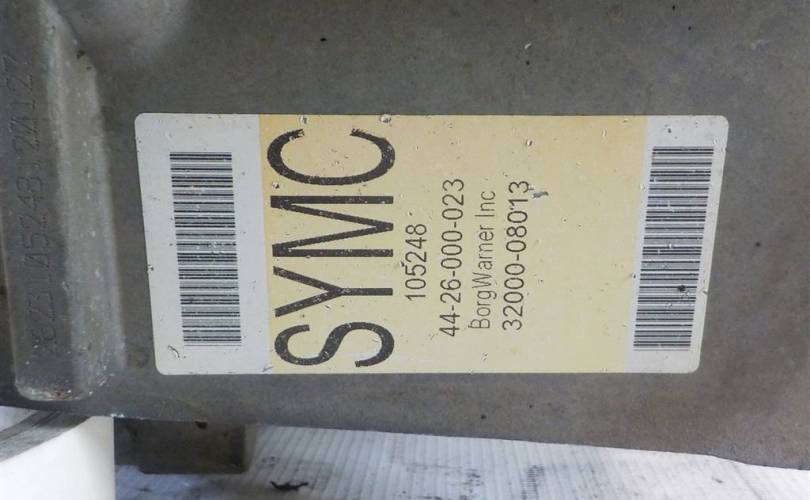 SYMC
105248
44-26-000-023
BorgWarner Inc
32000-08013